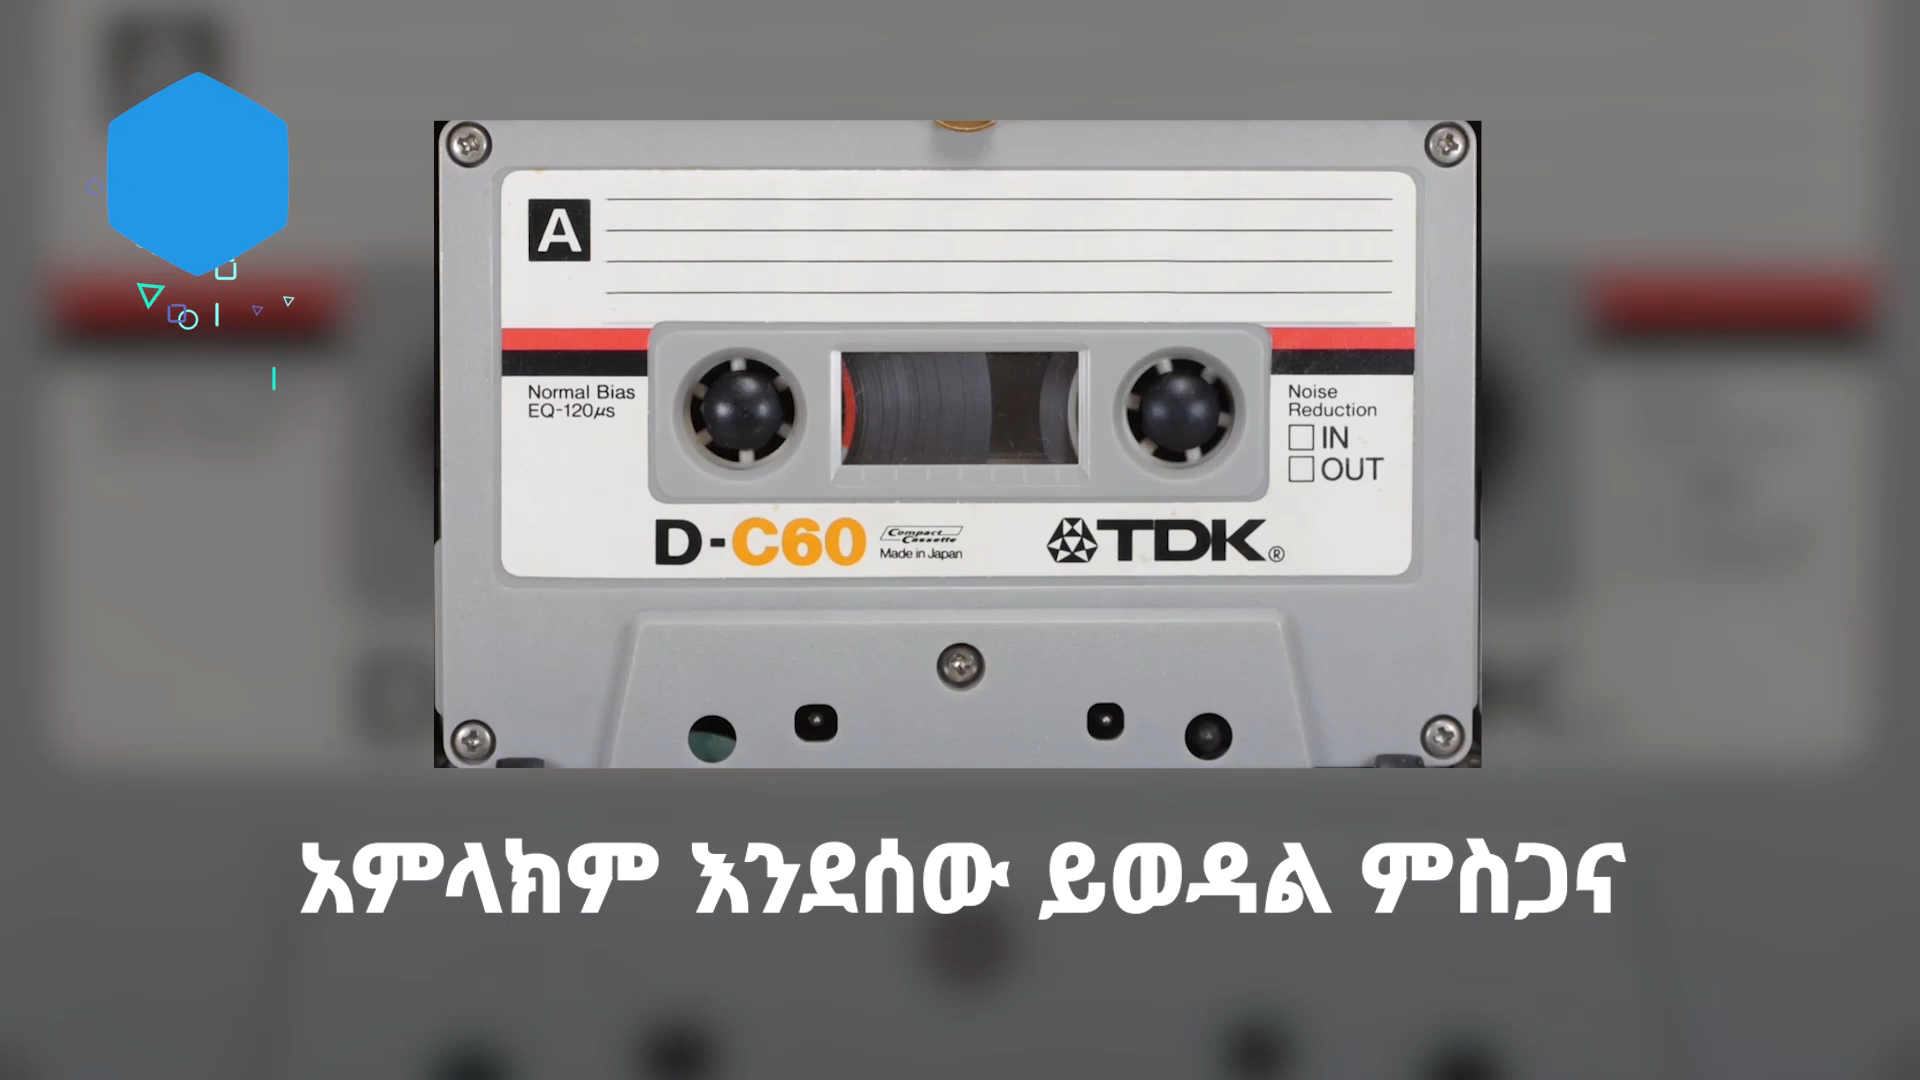 A
Normal Bias
EQ-120µs
Noise
Reduction
IN
OUT
D-C60
Compact
Cassette
Made in Japan
TDK®
አምላክም እንደሰው ይወዳል ምስጋና